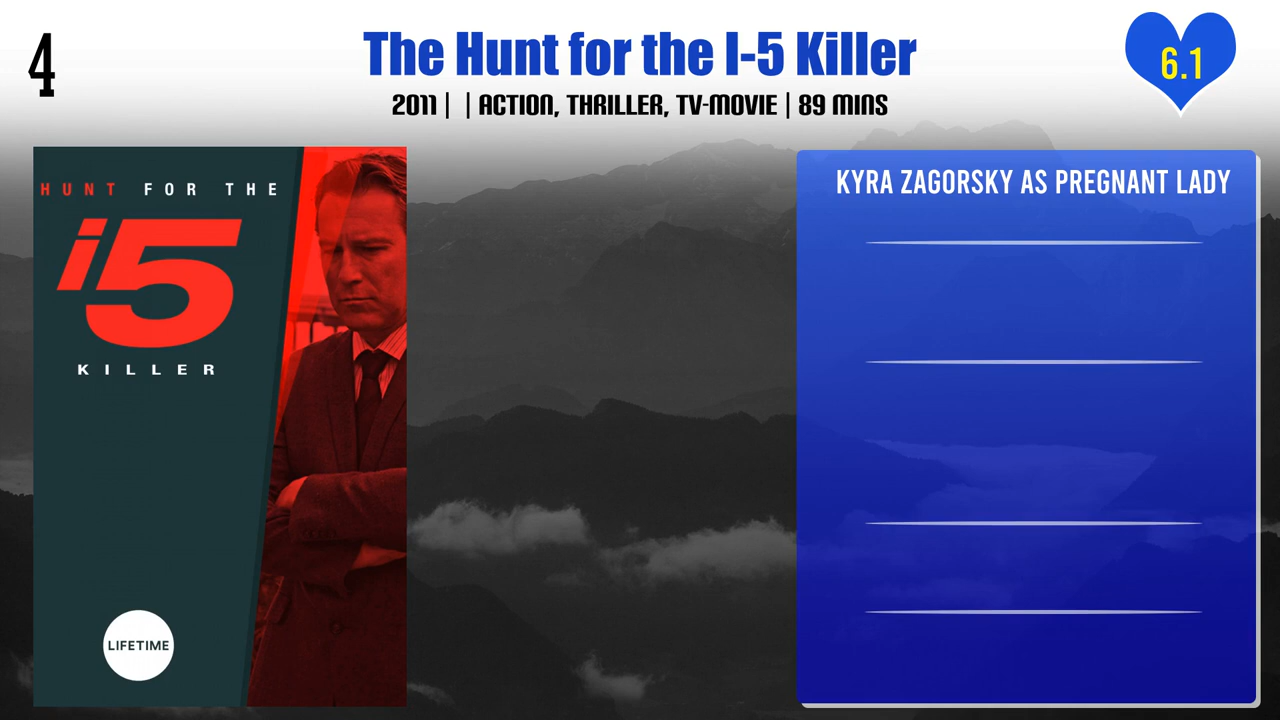 4
The Hunt for the I-5 Killer
6.1
2011 | | ACTION, THRILLER, TV-MOVIE | 89 MINS
HUNT FOR THE
i5
KILLER
LIFETIME
KYRA ZAGORSKY AS PREGNANT LADY